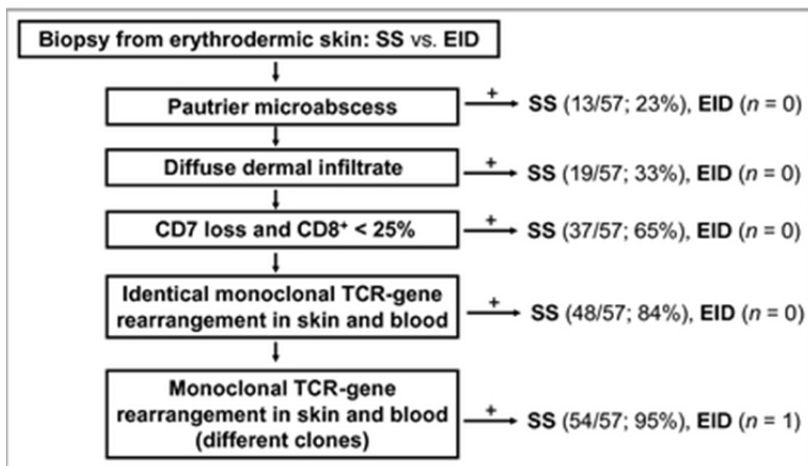 Biopsy from erythrodermic skin: SS vs. EID
Pautrier microabscess
+
SS (13/57; 23%), EID (n = 0)
Diffuse dermal infiltrate
+
SS (19/57; 33%), EID (n = 0)
CD7 loss and CD8⁺ < 25%
+
SS (37/57; 65%), EID (n = 0)
Identical monoclonal TCR-gene
rearrangement in skin and blood
+
SS (48/57; 84%), EID (n = 0)
Monoclonal TCR-gene
rearrangement in skin and blood
(different clones)
+
SS (54/57; 95%), EID (n = 1)